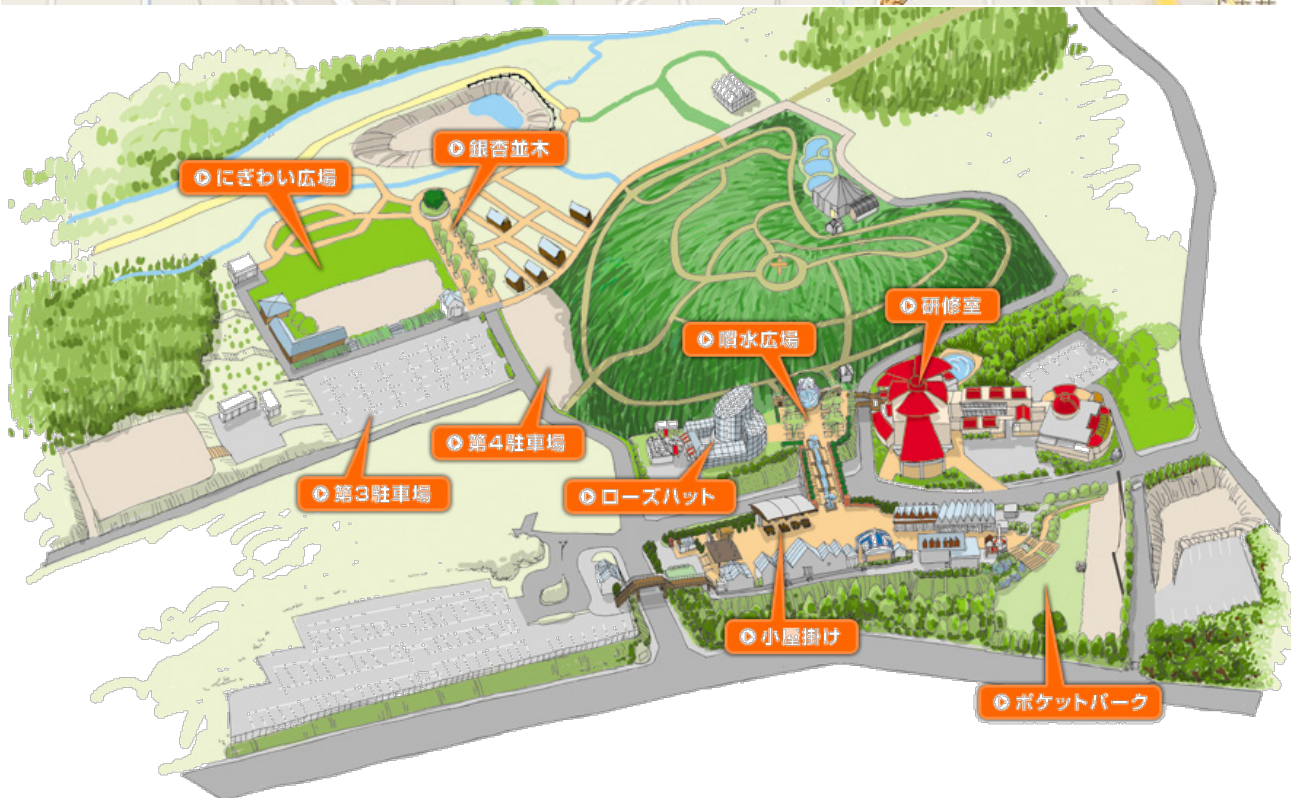 銀杏並木
にぎわい広場
研修室
噴水広場
第4駐車場
第3駐車場
ローズハット
小屋掛け
ポケットパーク